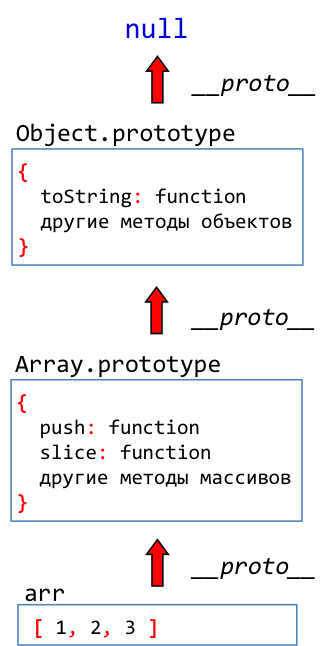 null
__proto__
Object.prototype
{
toString: function
другие методы объектов
}
__proto__
Array.prototype
{
push: function
slice: function
другие методы массивов
}
__proto__
arr
[ 1, 2, 3 ]